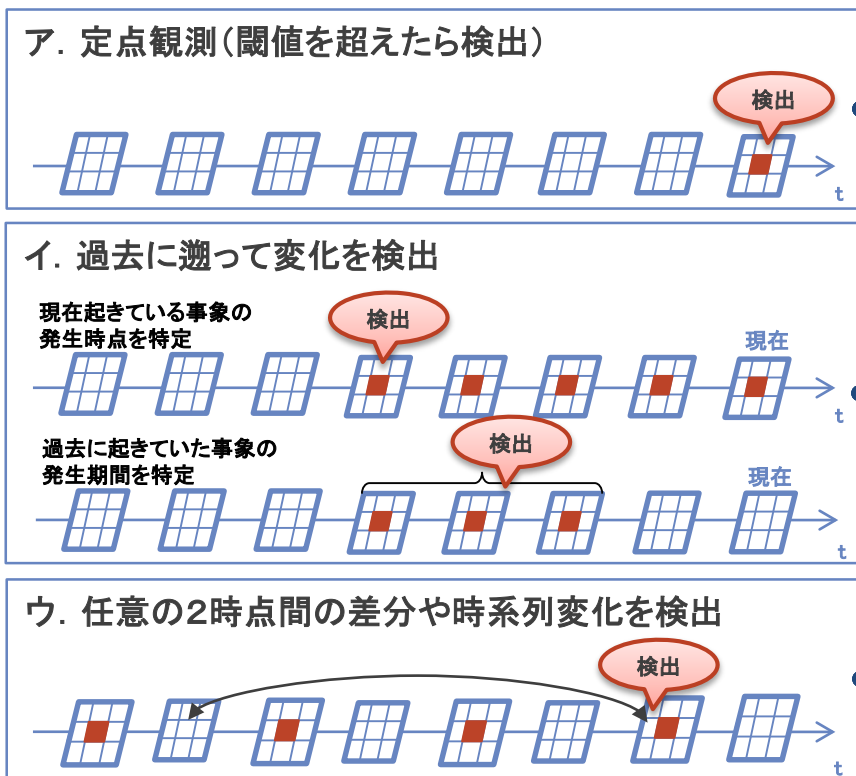 ア．定点観測（閾値を超えたら検出）
検出
t
イ．過去に遡って変化を検出
現在起きている事象の
発生時点を特定
検出
現在
t
過去に起きていた事象の
発生期間を特定
検出
現在
t
ウ．任意の２時点間の差分や時系列変化を検出
検出
t